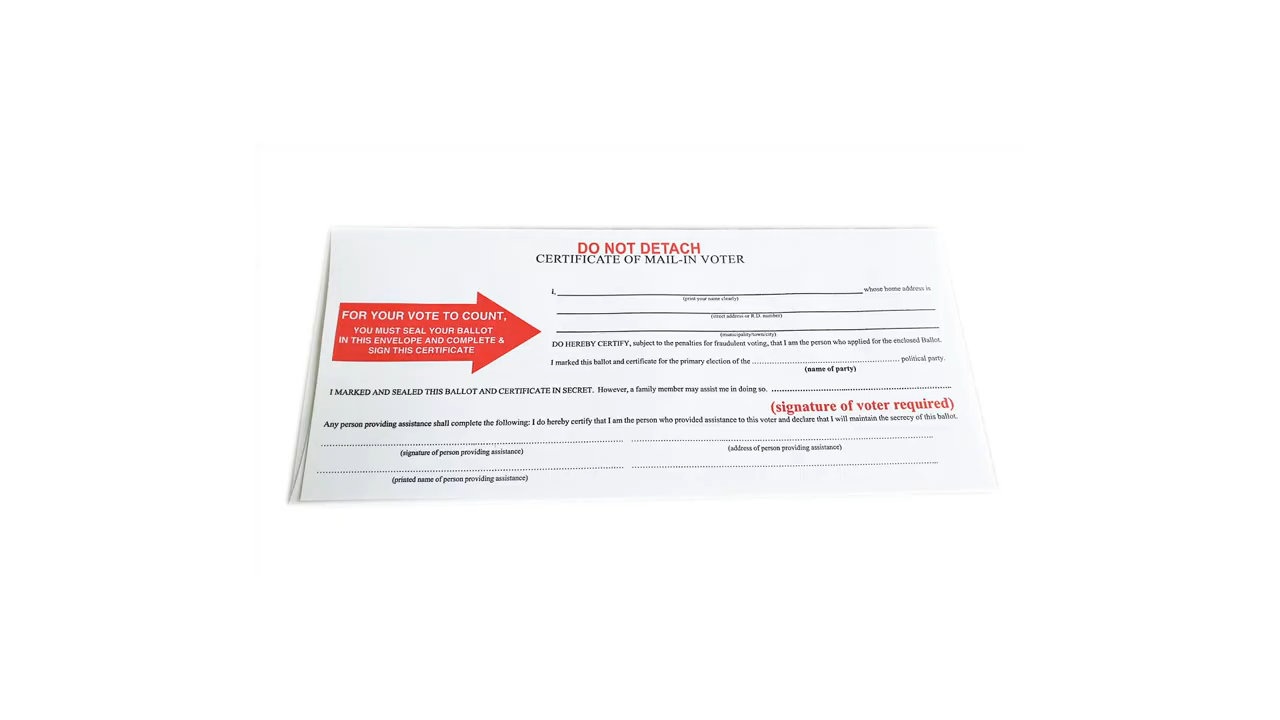 DO NOT DETACH
CERTIFICATE OF MAIL-IN VOTER
I, whose home address is
(print your name clearly)
(street address or R.D. number)
(municipality/town/city)
FOR YOUR VOTE TO COUNT,
YOU MUST SEAL YOUR BALLOT
IN THIS ENVELOPE AND COMPLETE &
SIGN THIS CERTIFICATE
DO HEREBY CERTIFY, subject to the penalties for fraudulent voting, that I am the person who applied for the enclosed Ballot.
I marked this ballot and certificate for the primary election of the ........................................ political party.
(name of party)
I MARKED AND SEALED THIS BALLOT AND CERTIFICATE IN SECRET. However, a family member may assist me in doing so. ........................................
(signature of voter required)
Any person providing assistance shall complete the following: I do hereby certify that I am the person who provided assistance to this voter and declare that I will maintain the secrecy of this ballot.
(signature of person providing assistance) (address of person providing assistance)
(printed name of person providing assistance)